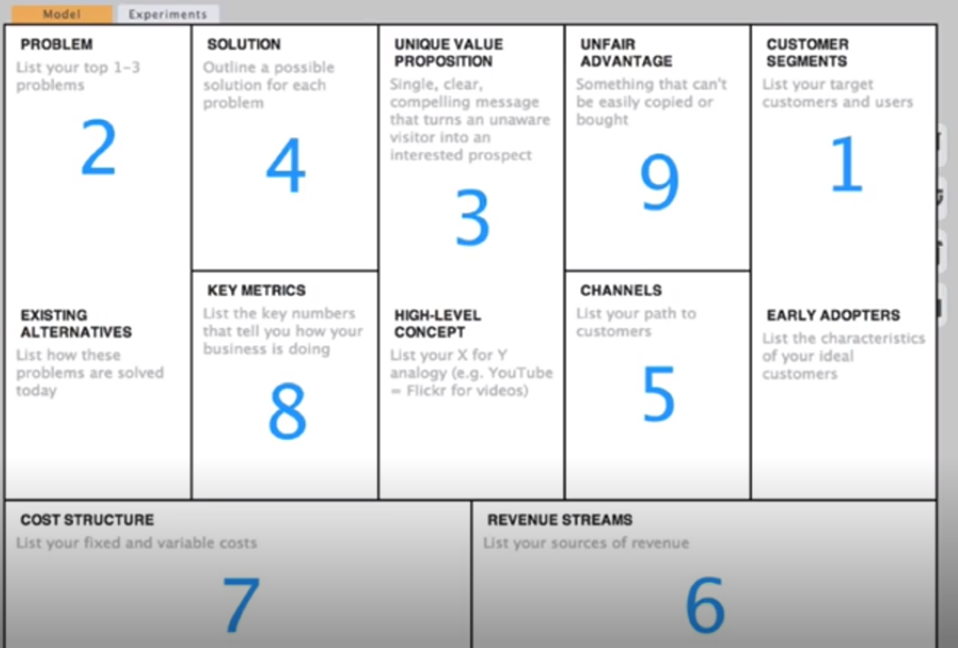 Model
Experiments
PROBLEM
List your top 1-3
problems
2
EXISTING
ALTERNATIVES
List how these
problems are solved
today
SOLUTION
Outline a possible
solution for each
problem
4
KEY METRICS
List the key numbers
that tell you how your
business is doing
8
UNIQUE VALUE
PROPOSITION
Single, clear,
compelling message
that turns an unaware
visitor into an
interested prospect
3
HIGH-LEVEL
CONCEPT
List your X for Y
analogy (e.g. YouTube
= Flickr for videos)
UNFAIR
ADVANTAGE
Something that can't
be easily copied or
bought
9
CHANNELS
List your path to
customers
5
CUSTOMER
SEGMENTS
List your target
customers and users
1
EARLY ADOPTERS
List the characteristics
of your ideal
customers
COST STRUCTURE
List your fixed and variable costs
7
REVENUE STREAMS
List your sources of revenue
6